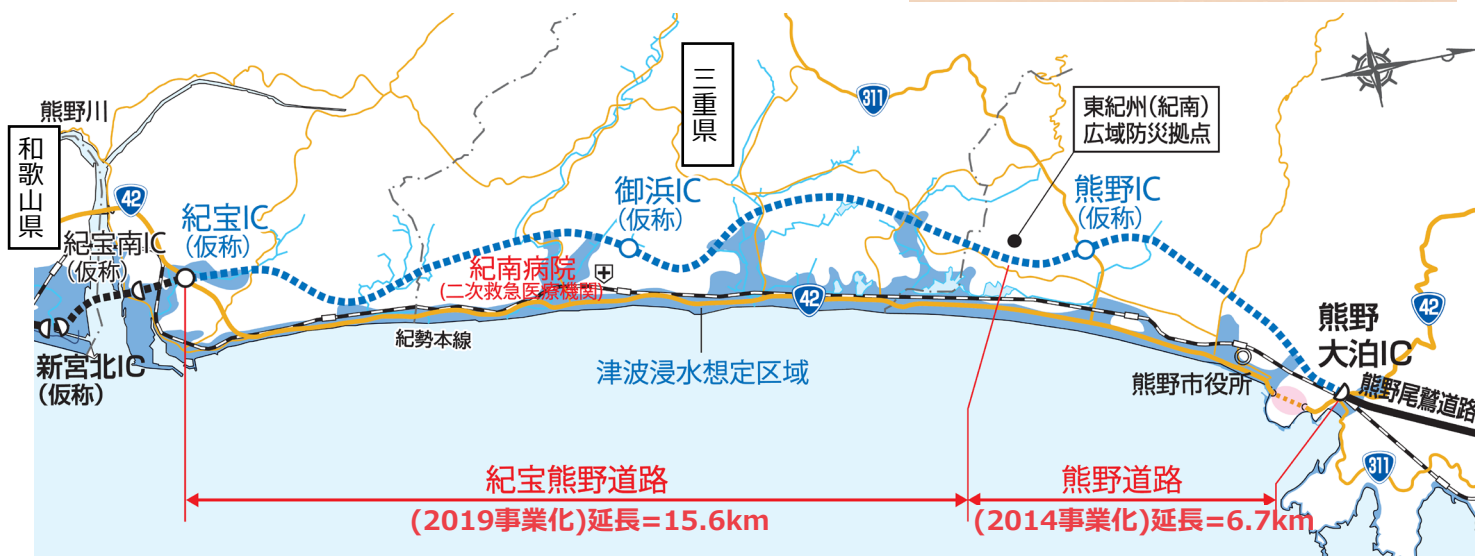 熊野川
和歌山県
42
紀宝IC
(仮称)
紀宝南IC
(仮称)
新宮北IC
(仮称)
三重県
311
東紀州(紀南)
広域防災拠点
御浜IC
(仮称)
熊野IC
(仮称)
紀南病院
(二次救急医療機関)
42
紀勢本線
津波浸水想定区域
熊野市役所
熊野
大泊IC
42
熊野尾鷲道路
311
紀宝熊野道路
(2019事業化)延長=15.6km
熊野道路
(2014事業化)延長=6.7km